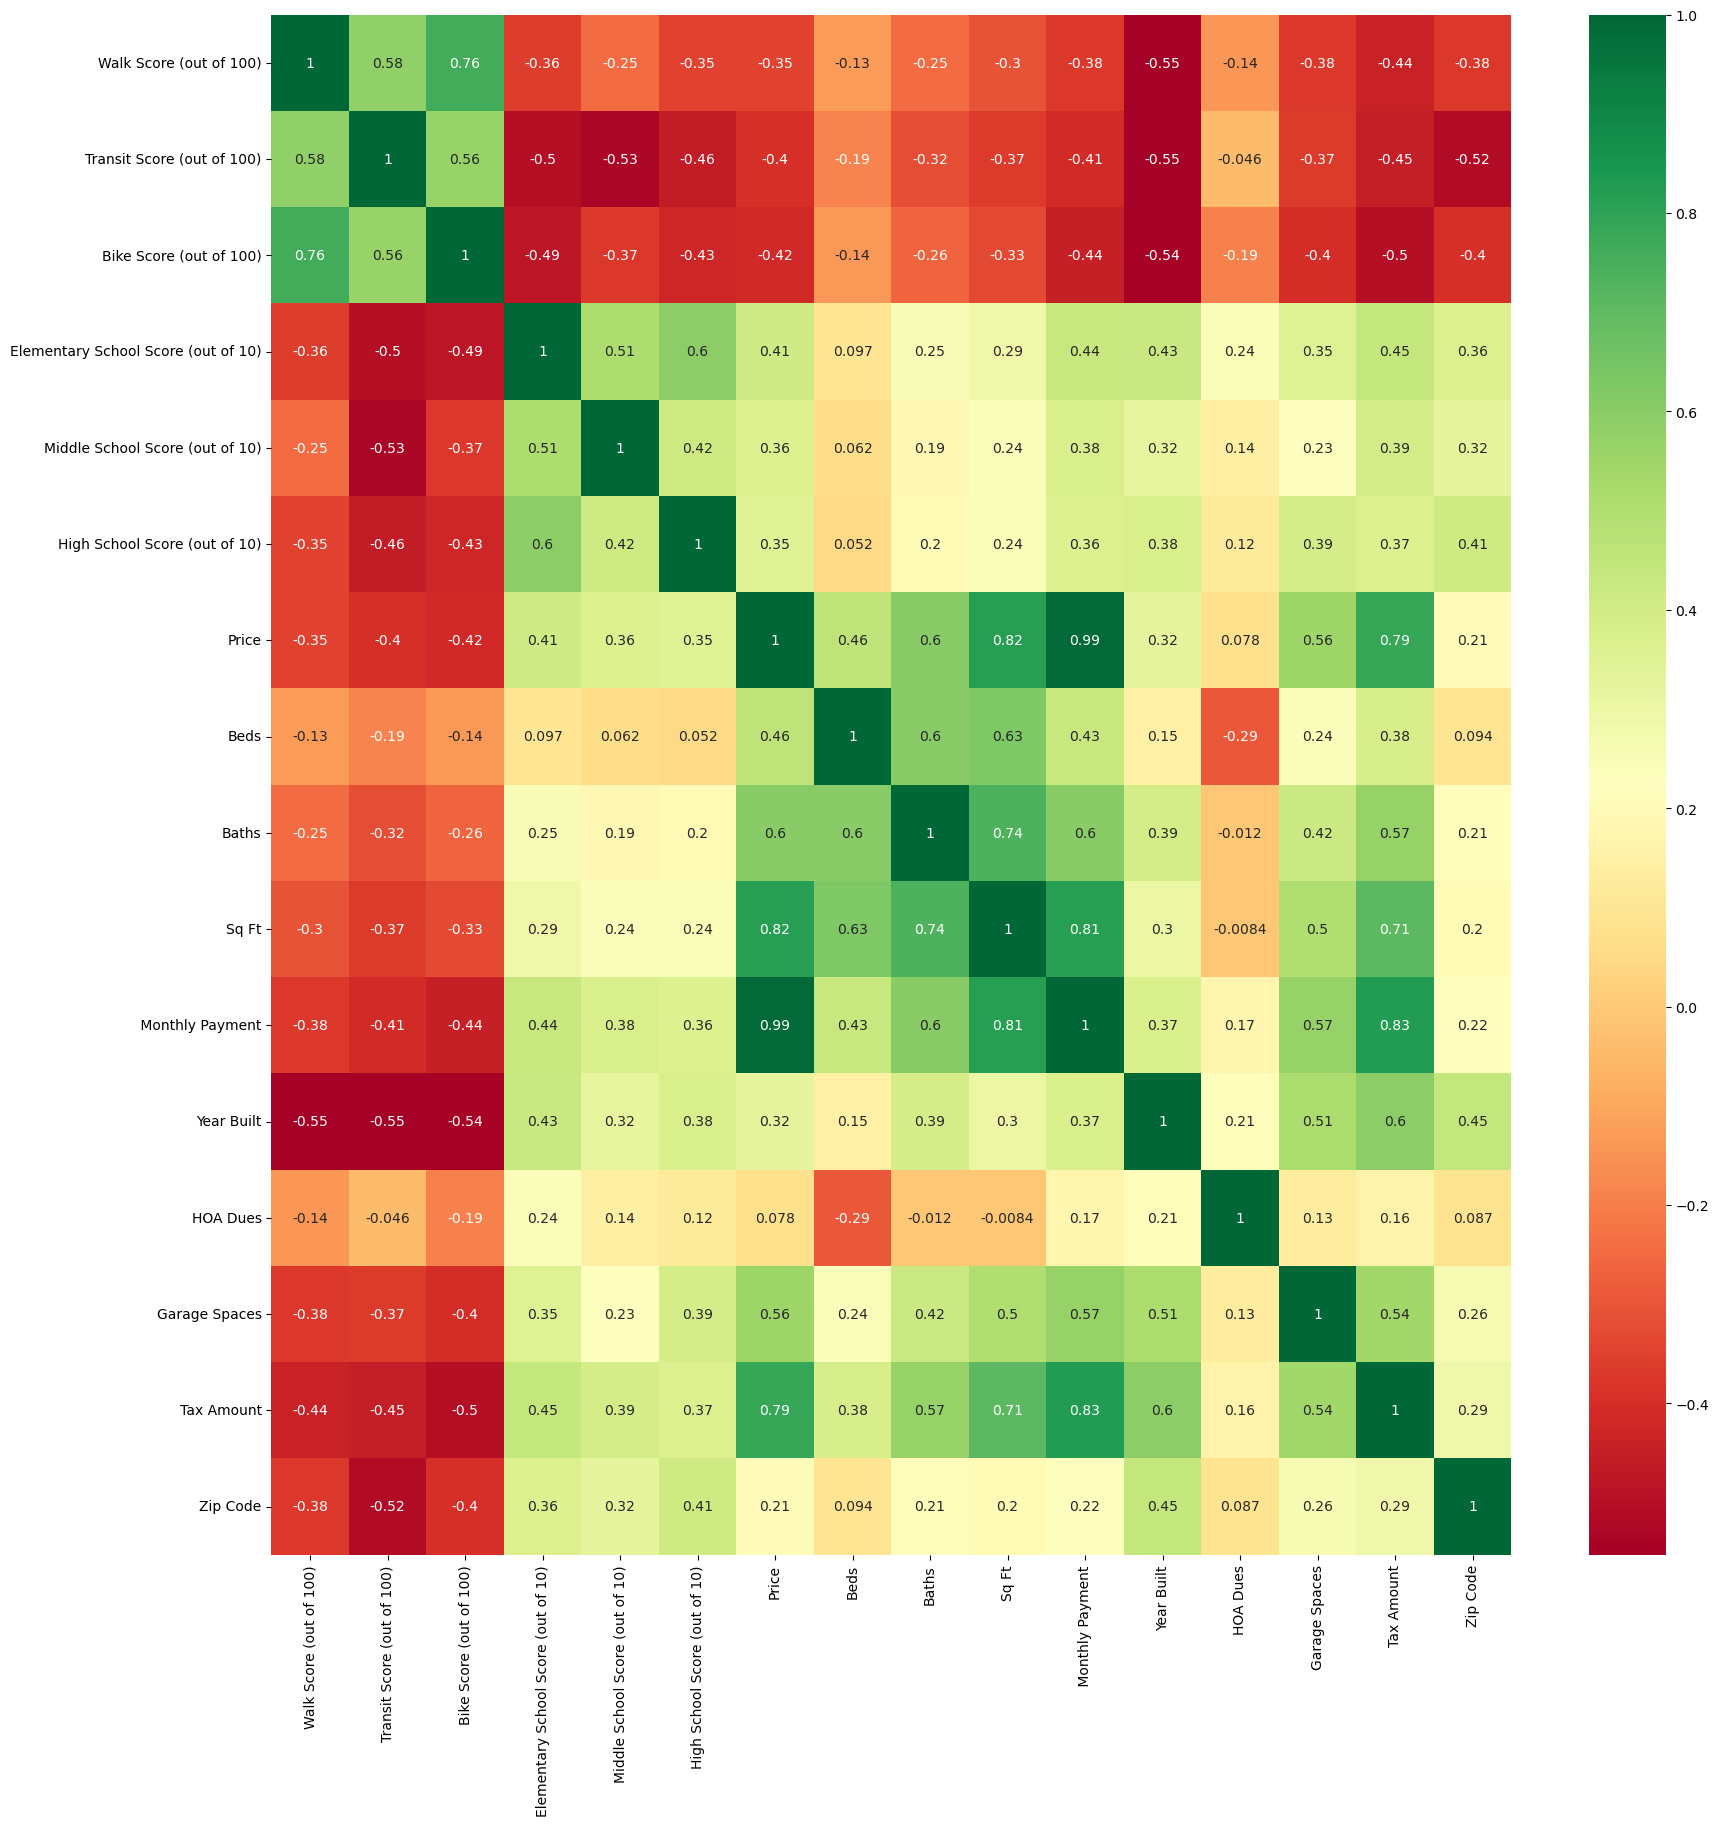 Walk Score (out of 100) 1 0.58 0.76 -0.36 -0.25 -0.35 -0.35 -0.13 -0.25 -0.3 -0.38 -0.55 -0.14 -0.38 -0.44 -0.38
Transit Score (out of 100) 0.58 1 0.56 -0.5 -0.53 -0.46 -0.4 -0.19 -0.32 -0.37 -0.41 -0.55 -0.046 -0.37 -0.45 -0.52
Bike Score (out of 100) 0.76 0.56 1 -0.49 -0.37 -0.43 -0.42 -0.14 -0.26 -0.33 -0.44 -0.54 -0.19 -0.4 -0.5 -0.4
Elementary School Score (out of 10) -0.36 -0.5 -0.49 1 0.51 0.6 0.41 0.097 0.25 0.29 0.44 0.43 0.24 0.35 0.45 0.36
Middle School Score (out of 10) -0.25 -0.53 -0.37 0.51 1 0.42 0.36 0.062 0.19 0.24 0.38 0.32 0.14 0.23 0.39 0.32
High School Score (out of 10) -0.35 -0.46 -0.43 0.6 0.42 1 0.35 0.052 0.2 0.24 0.36 0.38 0.12 0.39 0.37 0.41
Price -0.35 -0.4 -0.42 0.41 0.36 0.35 1 0.46 0.6 0.82 0.99 0.32 0.078 0.56 0.79 0.21
Beds -0.13 -0.19 -0.14 0.097 0.062 0.052 0.46 1 0.6 0.63 0.43 0.15 -0.29 0.24 0.38 0.094
Baths -0.25 -0.32 -0.26 0.25 0.19 0.2 0.6 0.6 1 0.74 0.6 0.39 -0.012 0.42 0.57 0.21
Sq Ft -0.3 -0.37 -0.33 0.29 0.24 0.24 0.82 0.63 0.74 1 0.81 0.3 -0.0084 0.5 0.71 0.2
Monthly Payment -0.38 -0.41 -0.44 0.44 0.38 0.36 0.99 0.43 0.6 0.81 1 0.37 0.17 0.57 0.83 0.22
Year Built -0.55 -0.55 -0.54 0.43 0.32 0.38 0.32 0.15 0.39 0.3 0.37 1 0.21 0.51 0.6 0.45
HOA Dues -0.14 -0.046 -0.19 0.24 0.14 0.12 0.078 -0.29 -0.012 -0.0084 0.17 0.21 1 0.13 0.16 0.087
Garage Spaces -0.38 -0.37 -0.4 0.35 0.23 0.39 0.56 0.24 0.42 0.5 0.57 0.51 0.13 1 0.54 0.26
Tax Amount -0.44 -0.45 -0.5 0.45 0.39 0.37 0.79 0.38 0.57 0.71 0.83 0.6 0.16 0.54 1 0.29
Zip Code -0.38 -0.52 -0.4 0.36 0.32 0.41 0.21 0.094 0.21 0.2 0.22 0.45 0.087 0.26 0.29 1
Walk Score (out of 100)
Transit Score (out of 100)
Bike Score (out of 100)
Elementary School Score (out of 10)
Middle School Score (out of 10)
High School Score (out of 10)
Price
Beds
Baths
Sq Ft
Monthly Payment
Year Built
HOA Dues
Garage Spaces
Tax Amount
Zip Code
1.0
0.8
0.6
0.4
0.2
0.0
−0.2
−0.4